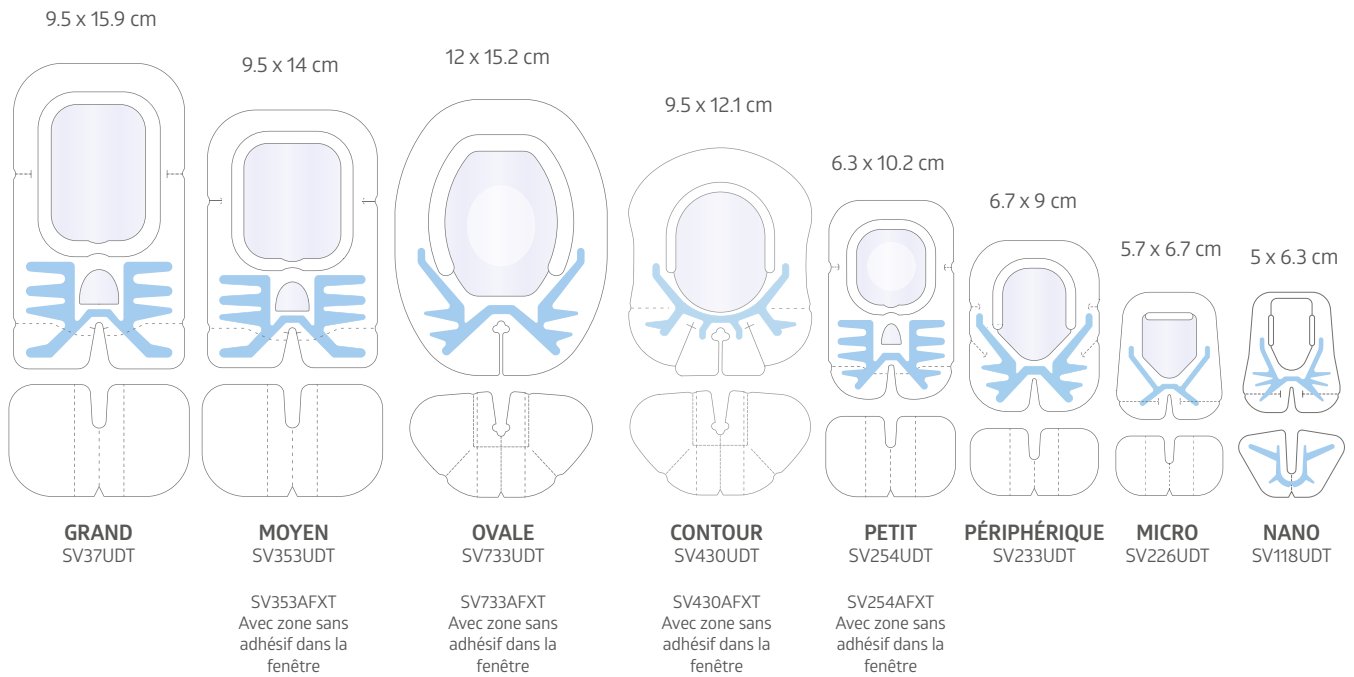 9.5 x 15.9 cm
9.5 x 14 cm
12 x 15.2 cm
9.5 x 12.1 cm
6.3 x 10.2 cm
6.7 x 9 cm
5.7 x 6.7 cm
5 x 6.3 cm
GRAND
SV37UDT
MOYEN
SV353UDT
SV353AFXT
Avec zone sans
adhésif dans la
fenêtre
OVALE
SV733UDT
SV733AFXT
Avec zone sans
adhésif dans la
fenêtre
CONTOUR
SV430UDT
SV430AFXT
Avec zone sans
adhésif dans la
fenêtre
PETIT
SV254UDT
SV254AFXT
Avec zone sans
adhésif dans la
fenêtre
PÉRIPHÉRIQUE
SV233UDT
MICRO
SV226UDT
NANO
SV118UDT